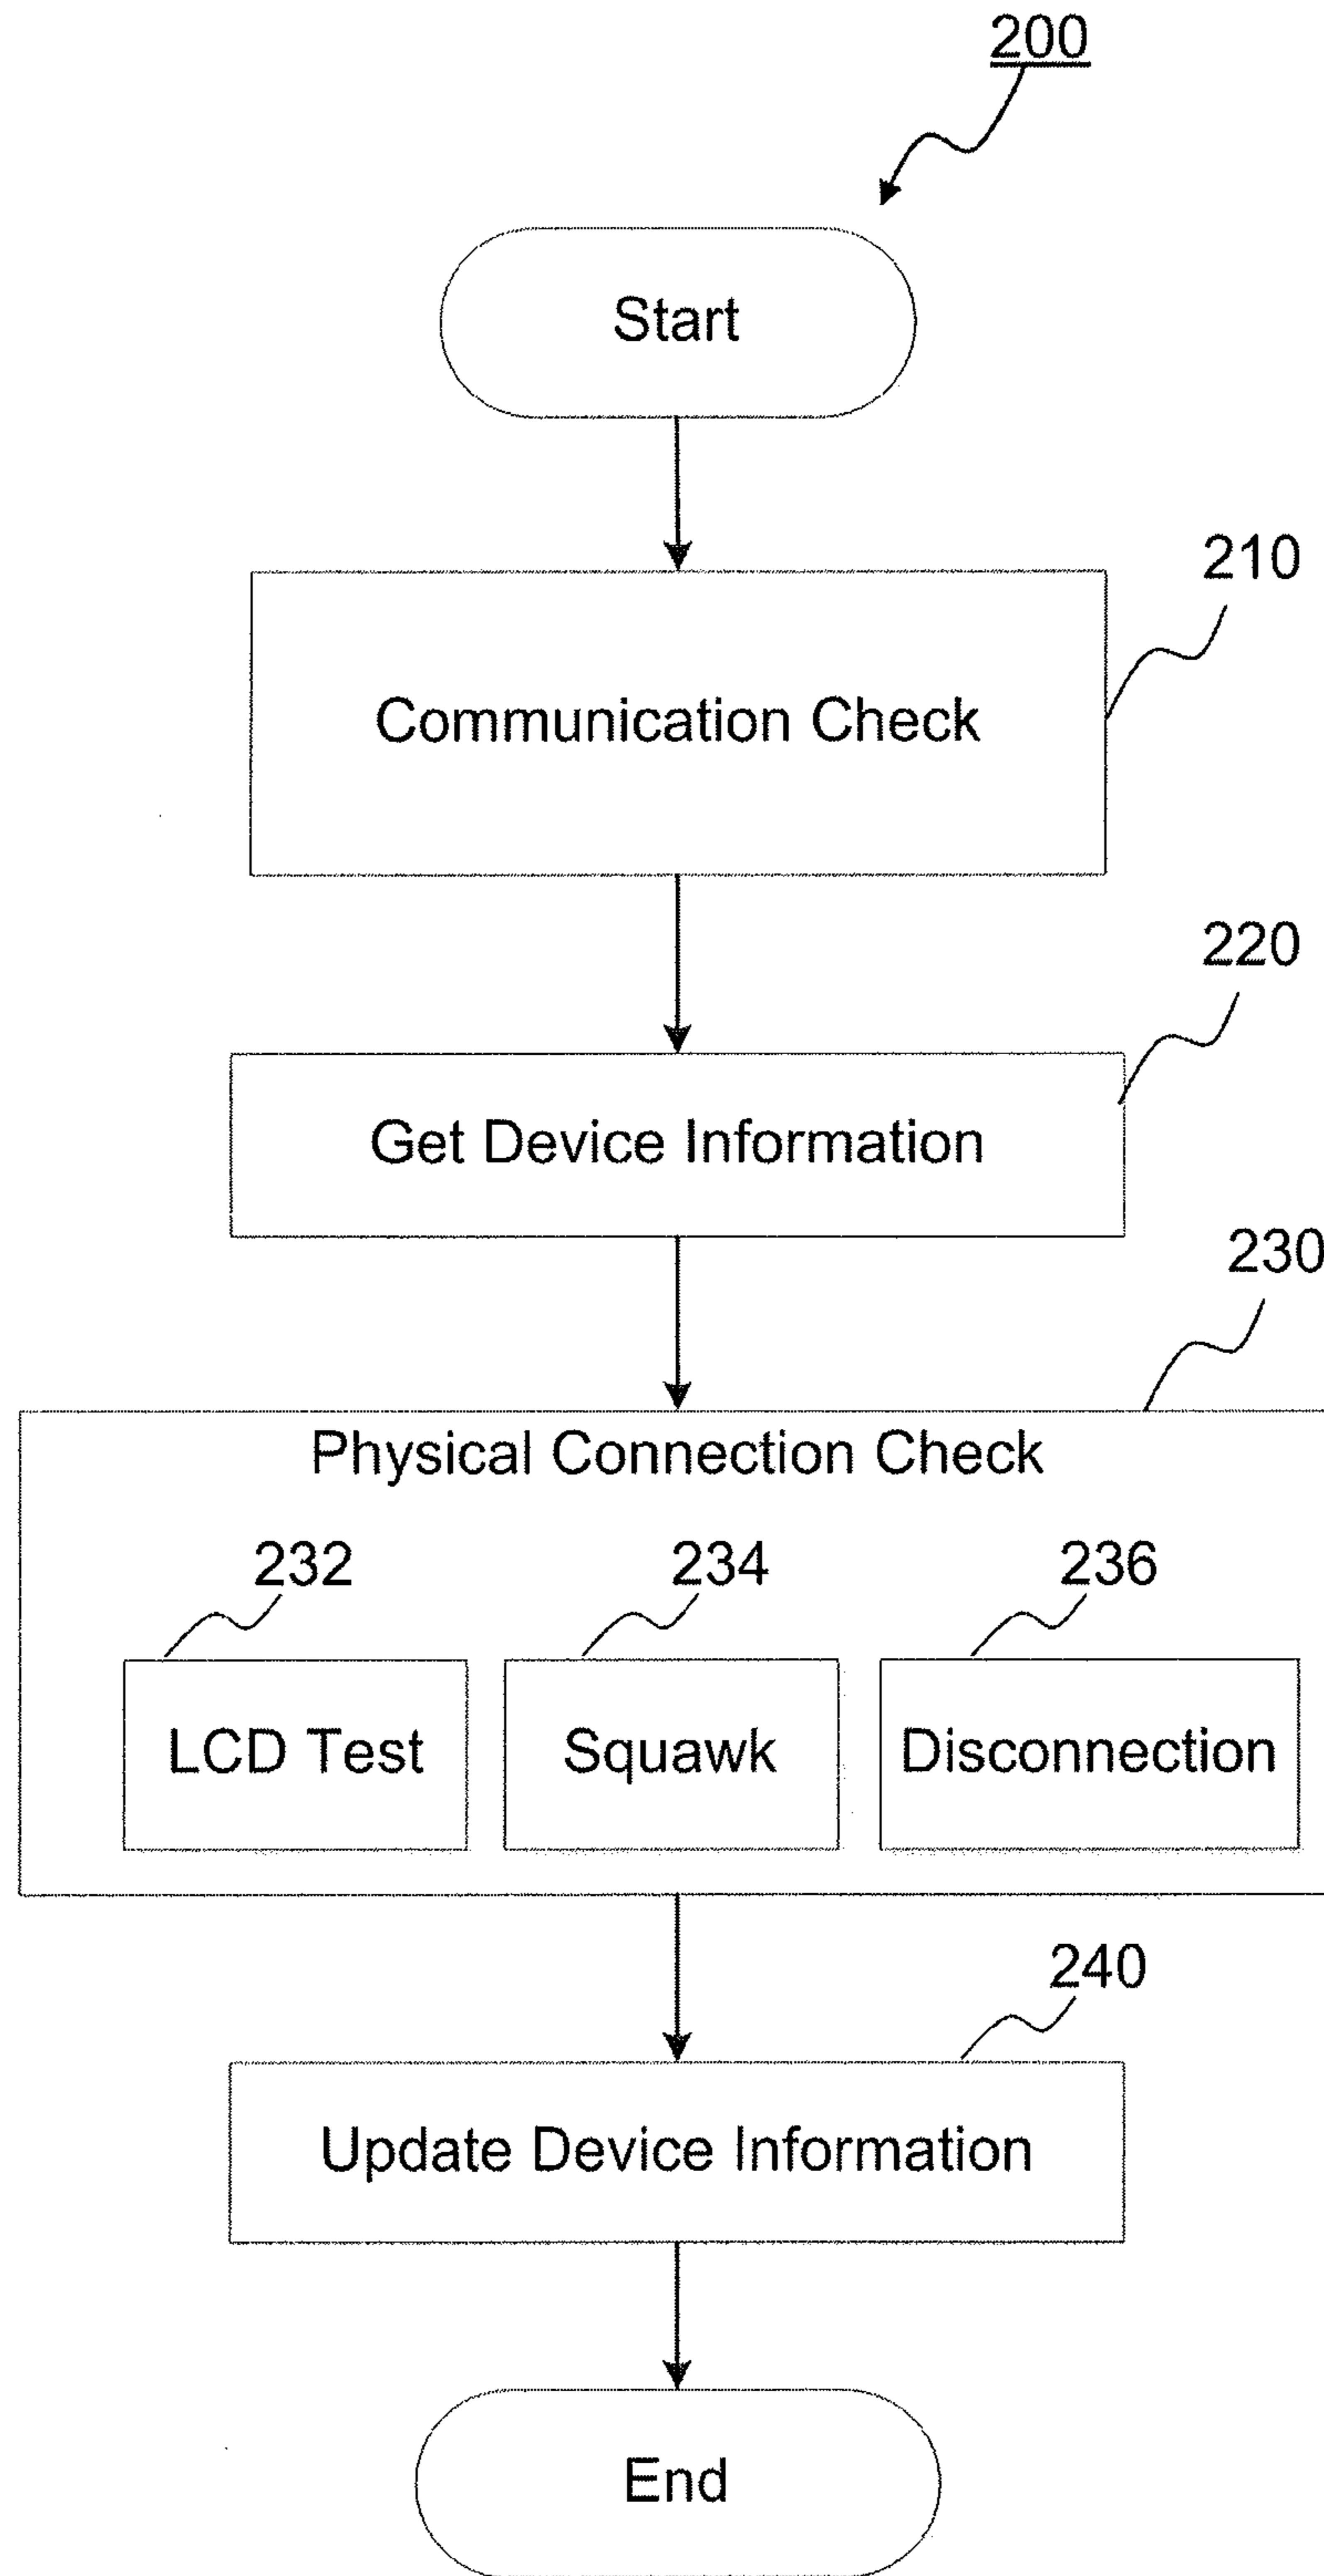 200
Start
210
Communication Check
220
Get Device Information
230
Physical Connection Check
232
234
236
LCD Test
Squawk
Disconnection
240
Update Device Information
End